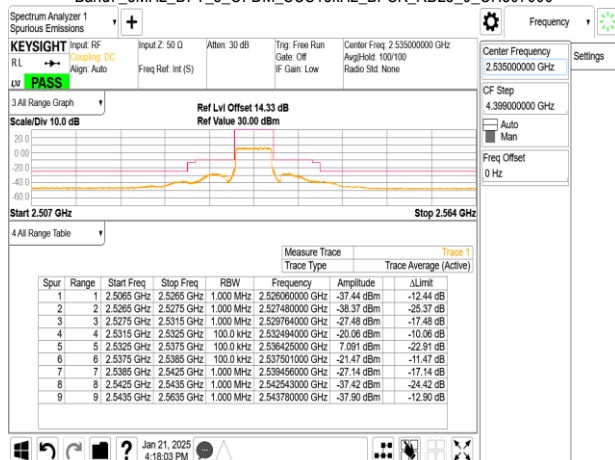 Spectrum Analyzer 1
Spurious Emissions
Frequency
Settings
KEYSIGHT
RL
PASS
Input: RF
Coupling: DC
Align: Auto
Input Z: 50 Ω
Freq Ref: Int (S)
Atten: 30 dB
Trig: Free Run
Gate: Off
IF Gain: Low
Center Freq: 2.535000000 GHz
Avg|Hold: 100/100
Radio Std: None
Center Frequency
2.535000000 GHz
CF Step
4.399000000 GHz
Auto
Man
Freq Offset
0 Hz
3 All Range Graph
Scale/Div 10.0 dB
Ref Lvl Offset 14.33 dB
Ref Value 30.00 dBm
20.0
0.00
-20.0
-40.0
-60.0
Start 2.507 GHz
Stop 2.564 GHz
4 All Range Table
Measure Trace Trace 1
Trace Type Trace Average (Active)
Spur Range Start Freq Stop Freq RBW Frequency Amplitude ΔLimit
1 1 2.5065 GHz 2.5265 GHz 1.000 MHz 2.526060000 GHz -37.44 dBm -12.44 dB
2 2 2.5265 GHz 2.5275 GHz 1.000 MHz 2.527480000 GHz -38.37 dBm -25.37 dB
3 3 2.5275 GHz 2.5315 GHz 1.000 MHz 2.529764000 GHz -27.48 dBm -17.48 dB
4 4 2.5315 GHz 2.5325 GHz 100.0 kHz 2.532494000 GHz -20.06 dBm -10.06 dB
5 5 2.5325 GHz 2.5375 GHz 100.0 kHz 2.536425000 GHz 7.091 dBm -22.91 dB
6 6 2.5375 GHz 2.5385 GHz 100.0 kHz 2.537501000 GHz -21.47 dBm -11.47 dB
7 7 2.5385 GHz 2.5425 GHz 1.000 MHz 2.539456000 GHz -27.14 dBm -17.14 dB
8 8 2.5425 GHz 2.5435 GHz 1.000 MHz 2.542543000 GHz -37.42 dBm -24.42 dB
9 9 2.5435 GHz 2.5635 GHz 1.000 MHz 2.543780000 GHz -37.90 dBm -12.90 dB
Jan 21, 2025
4:18:03 PM